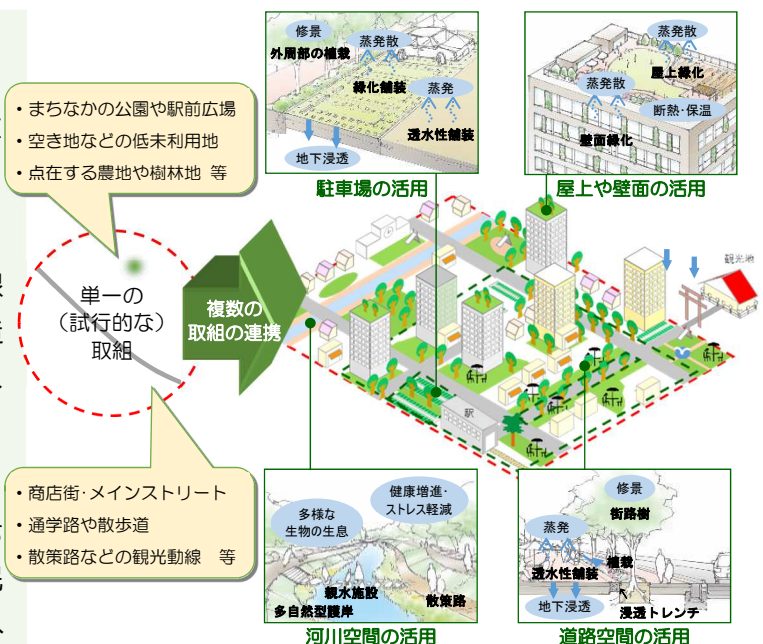 ・まちなかの公園や駅前広場
・空き地などの低未利用地
・点在する農地や樹林地 等
単一の
(試行的な)
取組
・商店街・メインストリート
・通学路や散歩道
・散策路などの観光動線 等
複数の
取組の連携
修景
外周部の植栽
蒸発散
緑化舗装
蒸発
透水性舗装
地下浸透
駐車場の活用
蒸発散
屋上緑化
蒸発散
断熱・保温
壁面緑化
屋上や壁面の活用
観光地
駅
多様な
生物の生息
健康増進・
ストレス軽減
親水施設
多自然型護岸
散策路
河川空間の活用
修景
街路樹
蒸発
植栽
透水性舗装
地下浸透
浸透トレンチ
道路空間の活用